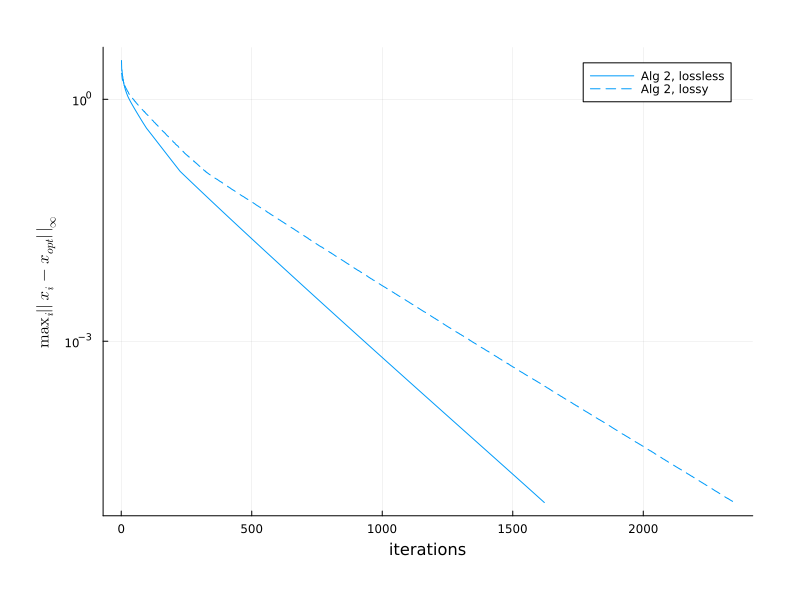 Alg 2, lossless
Alg 2, lossy
10^0
10^−3
max_i || x_i − x_opt ||_∞
0 500 1000 1500 2000
iterations